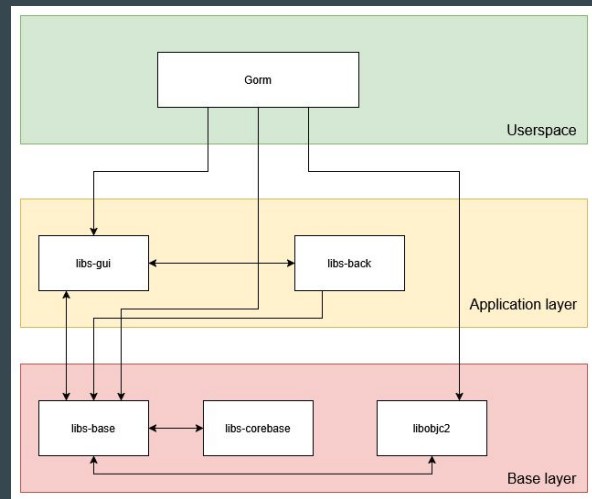 Gorm
Userspace
libs-gui
libs-back
Application layer
libs-base
libs-corebase
libobjc2
Base layer